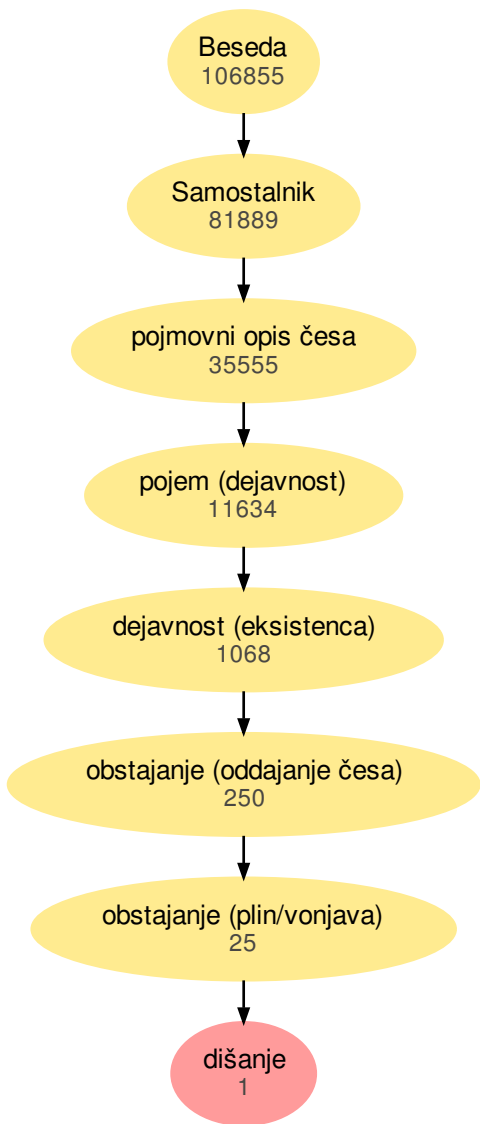 Beseda
106855
Samostalnik
81889
pojmovni opis česa
35555
pojem (dejavnost)
11634
dejavnost (eksistenca)
1068
obstajanje (oddajanje česa)
250
obstajanje (plin/vonjava)
25
dišanje
1